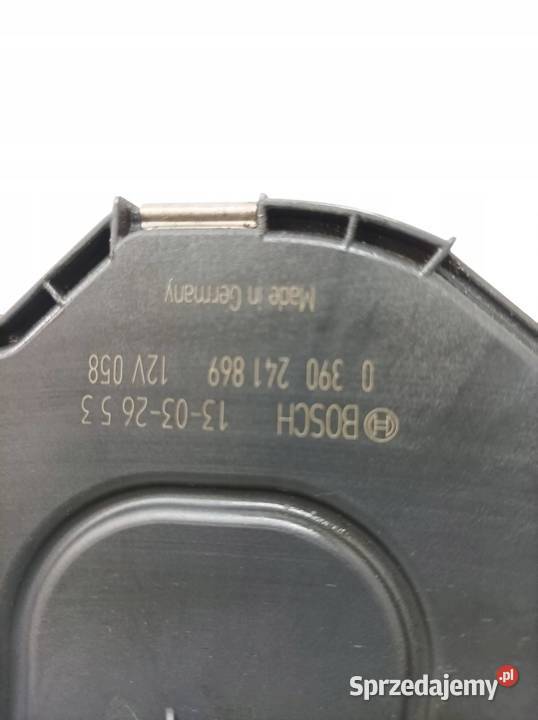 BOSCH 13-03-26 5 3
0 390 241 869 12V 058
Made in Germany
Sprzedajemy.pl